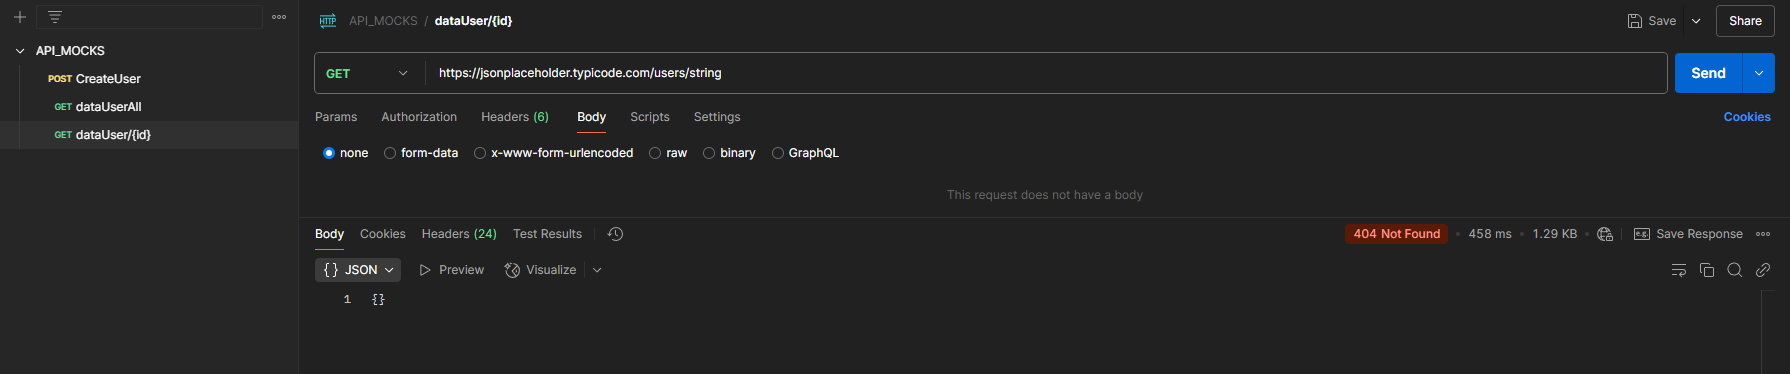 API_MOCKS / dataUser/{id}
Save
Share
API_MOCKS
POST CreateUser
GET dataUserAll
GET dataUser/{id}
GET https://jsonplaceholder.typicode.com/users/string
Send
Params Authorization Headers (6) Body Scripts Settings
Cookies
none form-data x-www-form-urlencoded raw binary GraphQL
This request does not have a body
Body Cookies Headers (24) Test Results
404 Not Found • 458 ms • 1.29 KB • e.g. Save Response
{} JSON Preview Visualize
1 {}